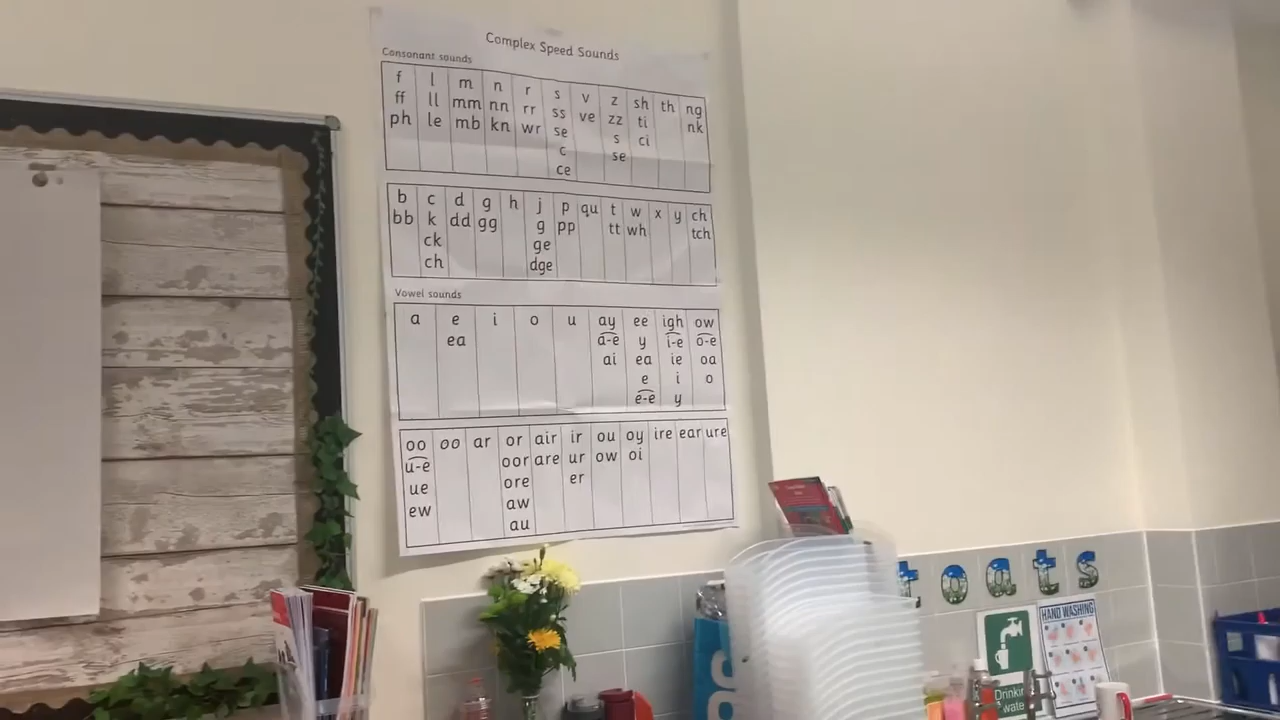 Complex Speed Sounds
Consonant sounds
f l m n r s v z sh th ng
ff ll mm nn rr ss ve zz ti nk
ph le mb kn wr se s ci
c se
ce
b c d g h j p qu t w x y ch
bb k dd gg g pp tt wh tch
ck ge
ch dge
Vowel sounds
a e i o u ay ee igh ow
ea a-e y i-e o-e
ai ea ie oa
e i o
e-e y
oo oo ar or air ir ou oy ire ear ure
u-e oor are ur ow oi
ue ore er
ew aw
au
t o a t s
HAND WASHING
Drinking
water